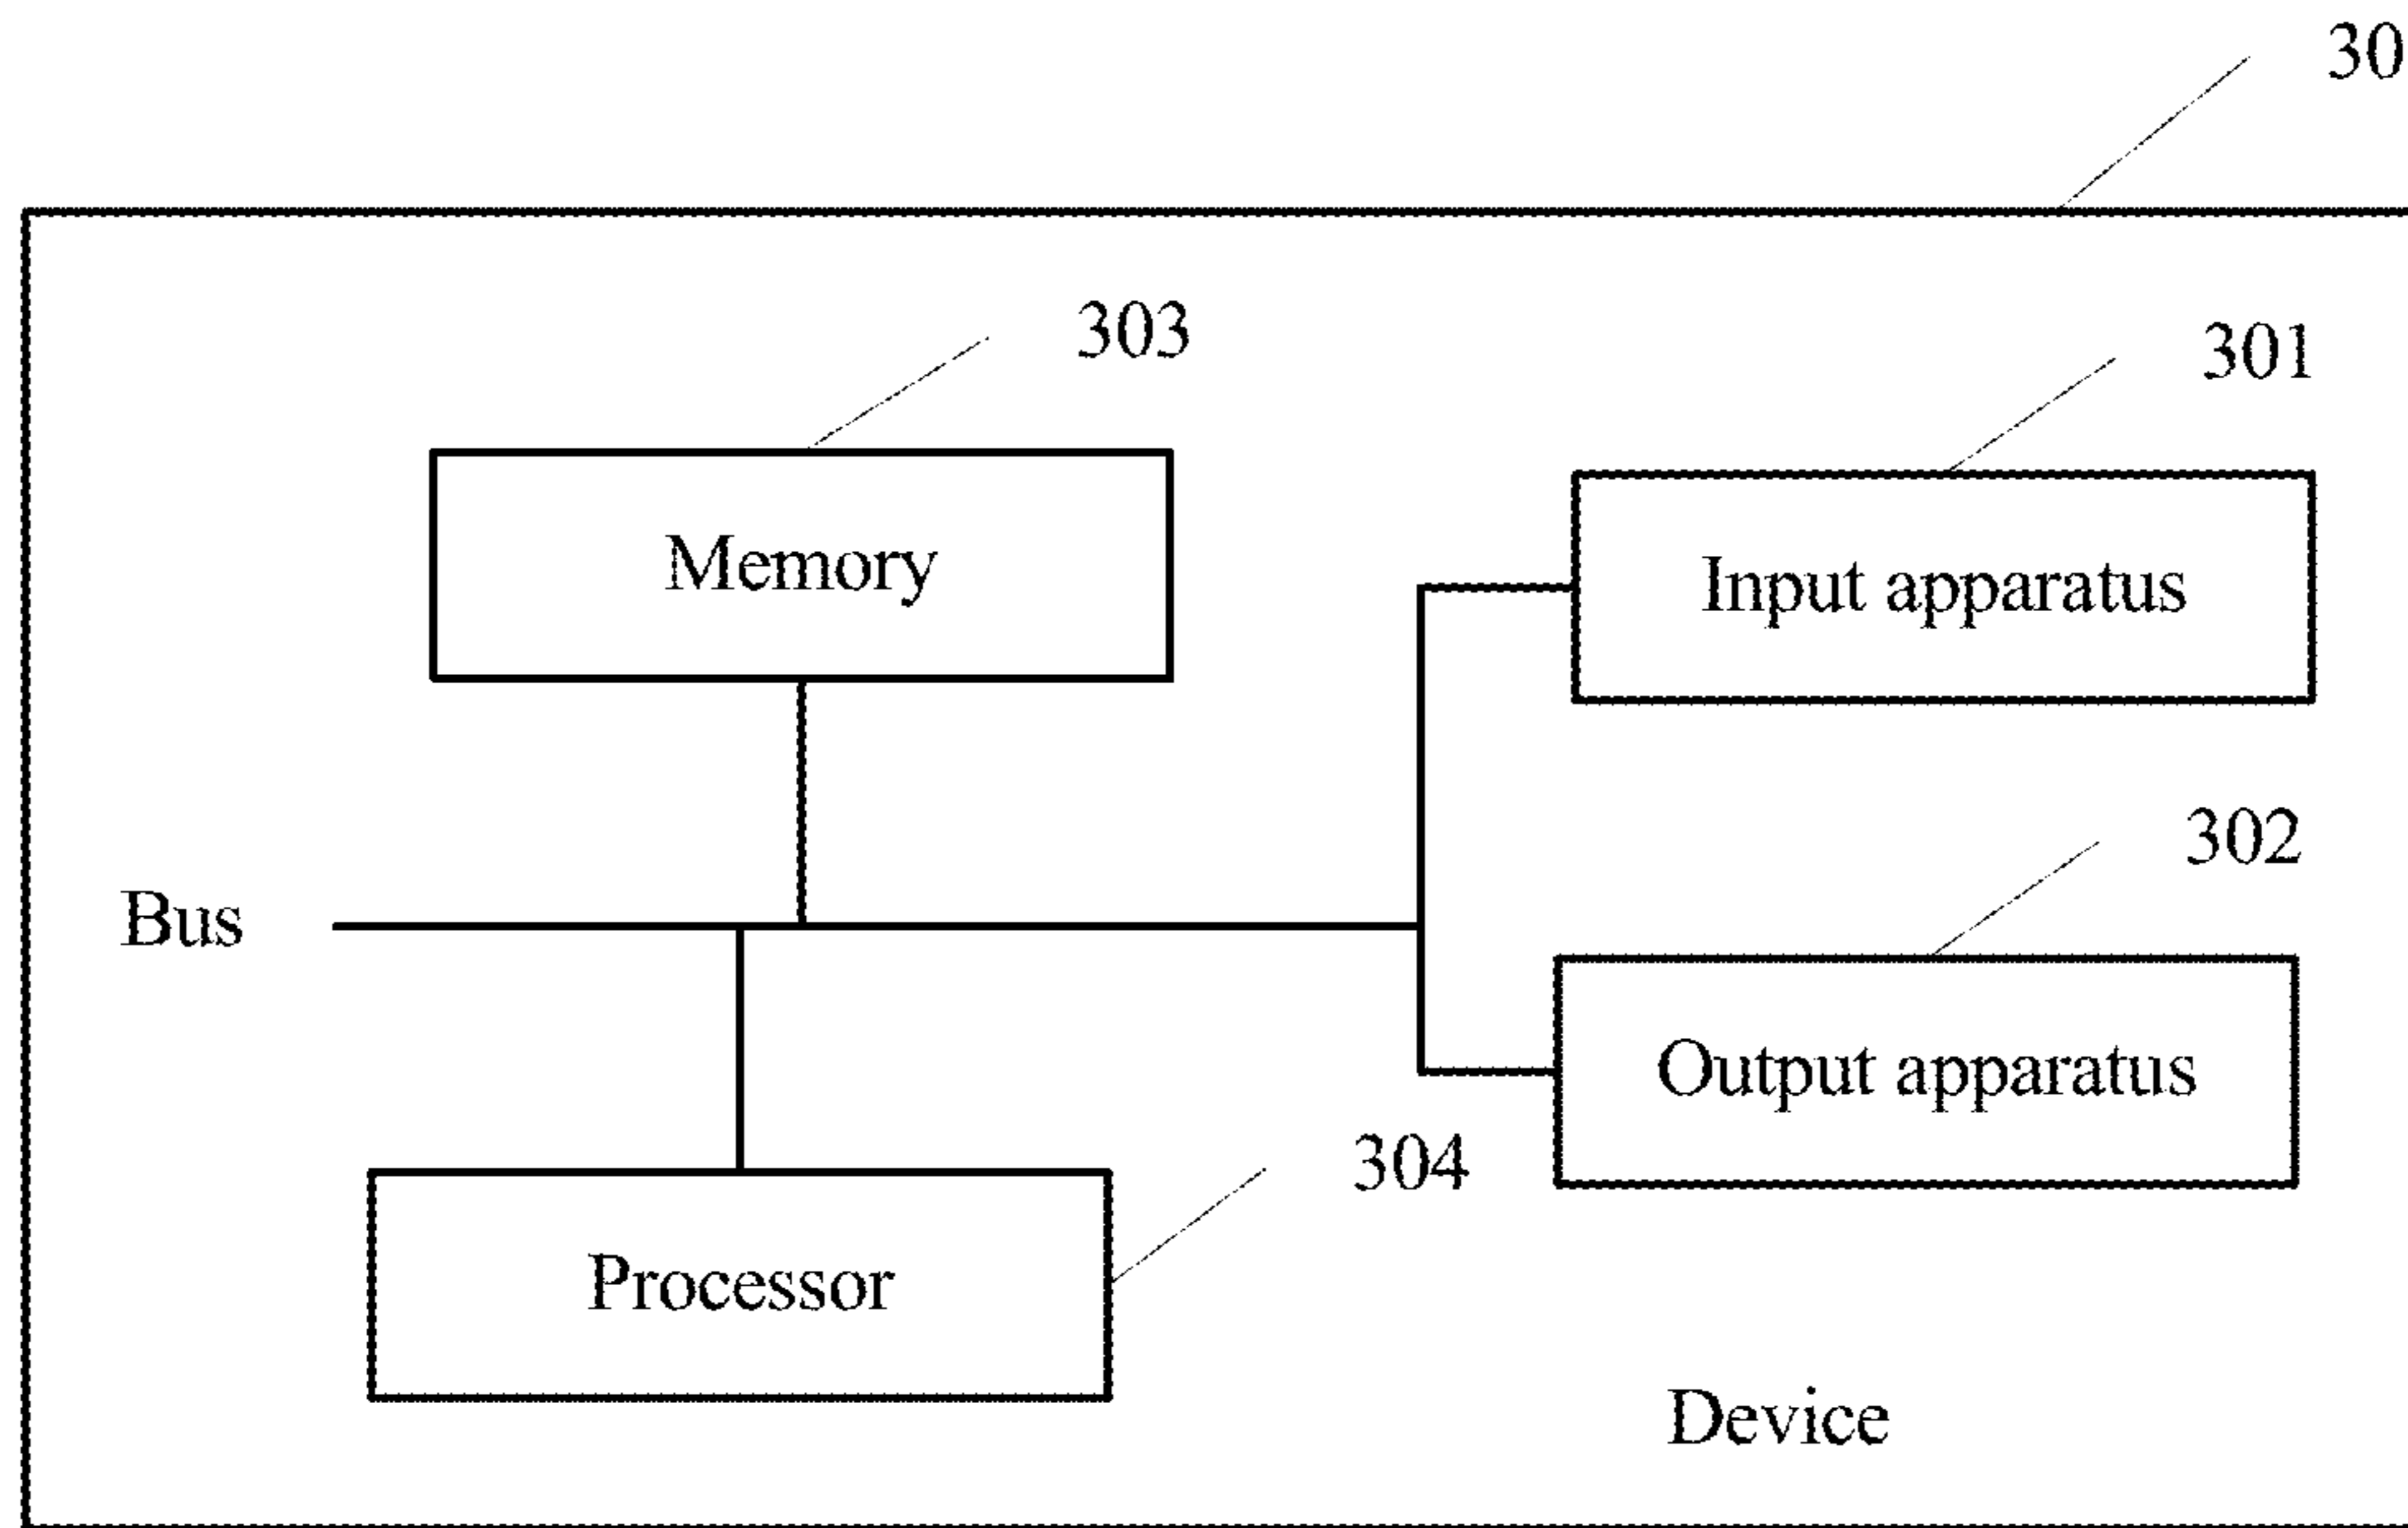 30
303
301
Memory
Input apparatus
302
Bus
Output apparatus
304
Processor
Device